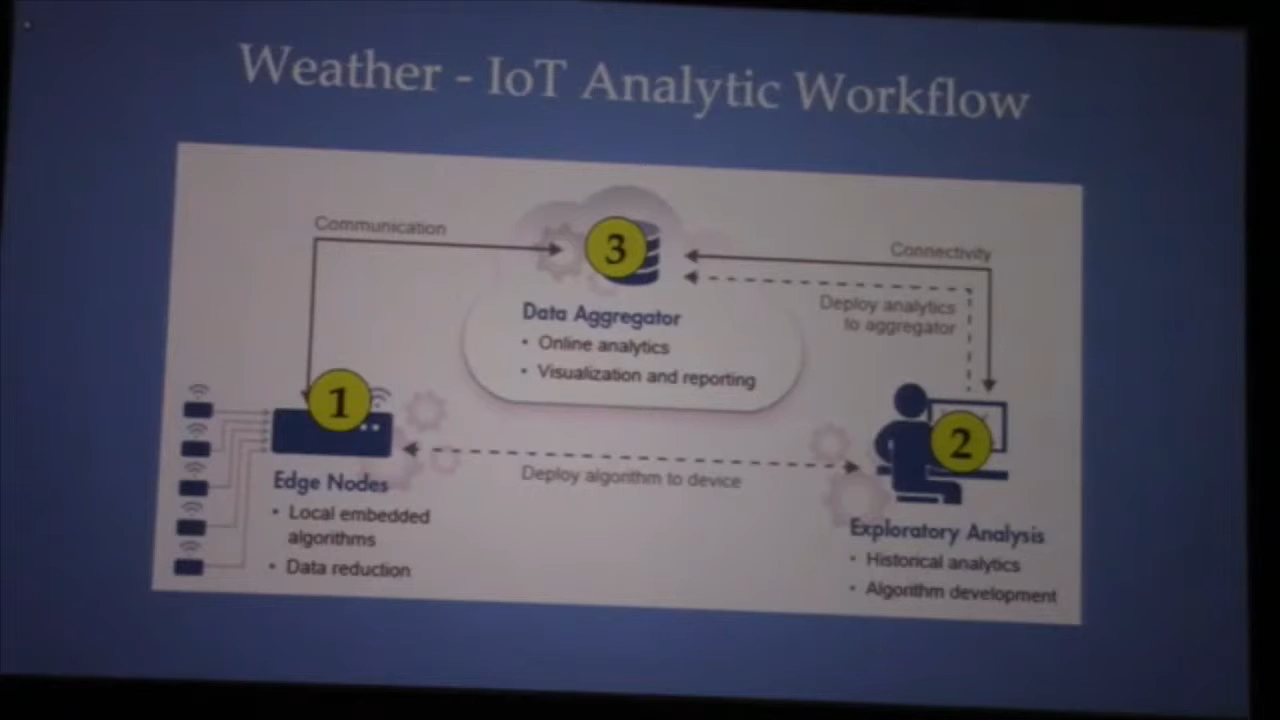 Weather - IoT Analytic Workflow
Communication
3
Connectivity
Deploy analytics
to aggregator
Data Aggregator
• Online analytics
• Visualization and reporting
1
2
Deploy algorithm to device
Edge Nodes
• Local embedded
algorithms
• Data reduction
Exploratory Analysis
• Historical analytics
• Algorithm development